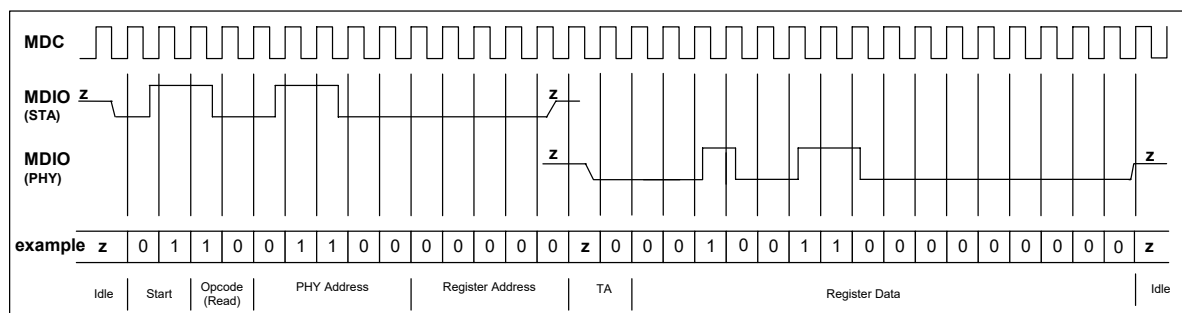 MDC
MDIO z z
(STA)
MDIO z z
(PHY)
example z 0 1 1 0 0 1 1 0 0 0 0 0 0 0 z 0 0 0 1 0 0 1 1 0 0 0 0 0 0 0 0 0 z
Idle Start Opcode (Read) PHY Address Register Address TA Register Data Idle